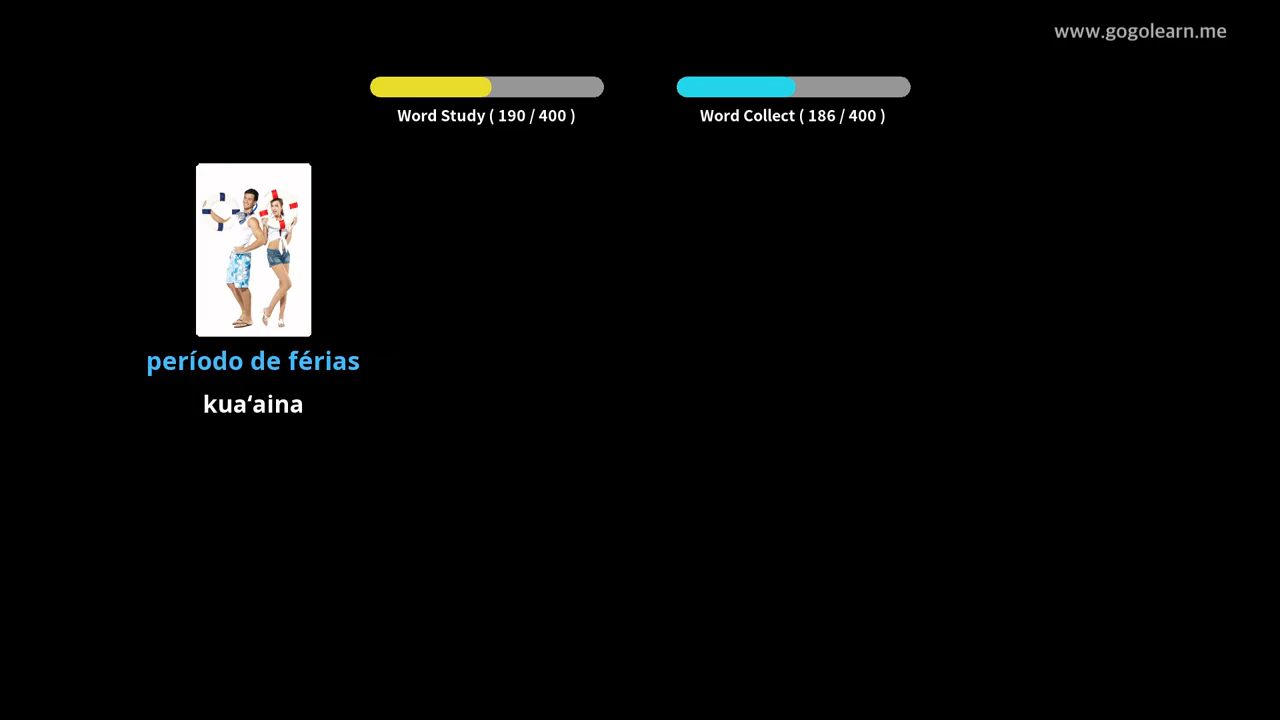 www.gogolearn.me
Word Study ( 190 / 400 )
Word Collect ( 186 / 400 )
período de férias
kuaʻaina